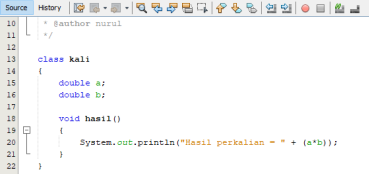 Source History
10 * @author nurul
11 */
12
13 class kali
14 {
15 double a;
16 double b;
17
18 void hasil()
19 {
20 System.out.println("Hasil perkalian = " + (a*b));
21 }
22 }